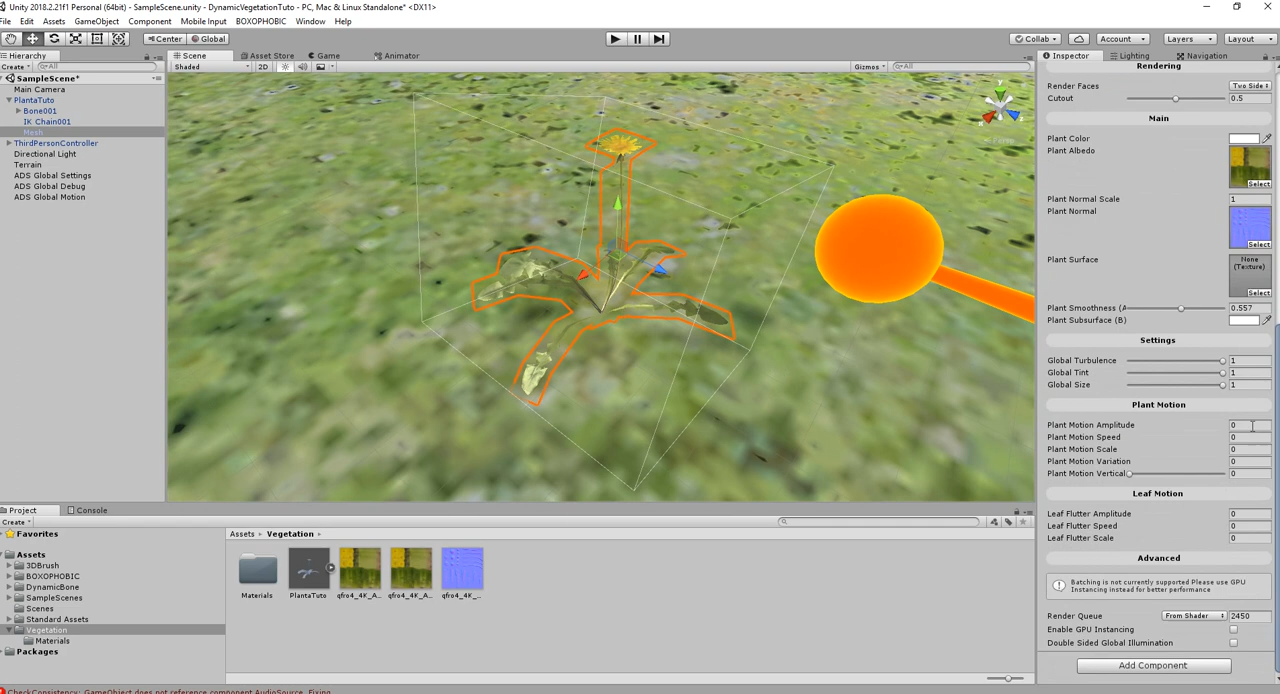 Unity 2018.2.21f1 Personal (64bit) - SampleScene.unity - DynamicVegetationTuto - PC, Mac & Linux Standalone* <DX11>
File Edit Assets GameObject Component Mobile Input BOXOPHOBIC Window Help
Center Global Collab Account Layers Layout
Hierarchy
Create All
SampleScene*
Main Camera
PlantaTuto
Bone001
IK Chain001
Mesh
ThirdPersonController
Directional Light
Terrain
ADS Global Settings
ADS Global Debug
ADS Global Motion
Scene Asset Store Game Animator
Shaded 2D Gizmos All
y
x
z
Inspector Lighting Navigation
Rendering
Render Faces Two Side
Cutout 0.5
Main
Plant Color
Plant Albedo
Select
Plant Normal Scale 1
Plant Normal
Select
Plant Surface
None
(Texture)
Select
Plant Smoothness (A 0.557
Plant Subsurface (B)
Settings
Global Turbulence 1
Global Tint 1
Global Size 1
Plant Motion
Plant Motion Amplitude 0
Plant Motion Speed 0
Plant Motion Scale 0
Plant Motion Variation 0
Plant Motion Vertical 0
Leaf Motion
Leaf Flutter Amplitude 0
Leaf Flutter Speed 0
Leaf Flutter Scale 0
Advanced
Batching is not currently supported Please use GPU
Instancing instead for better performance
Render Queue From Shader 2450
Enable GPU Instancing
Double Sided Global Illumination
Add Component
Project Console
Create
Favorites
Assets
3DBrush
BOXOPHOBIC
DynamicBone
SampleScenes
Scenes
Standard Assets
Vegetation
Materials
Packages
Assets Vegetation
Materials PlantaTuto qfro4_4K_A... qfro4_4K_A... qfro4_4K_...
CheckConsistency: GameObject does not reference component AudioSource. Fixing.